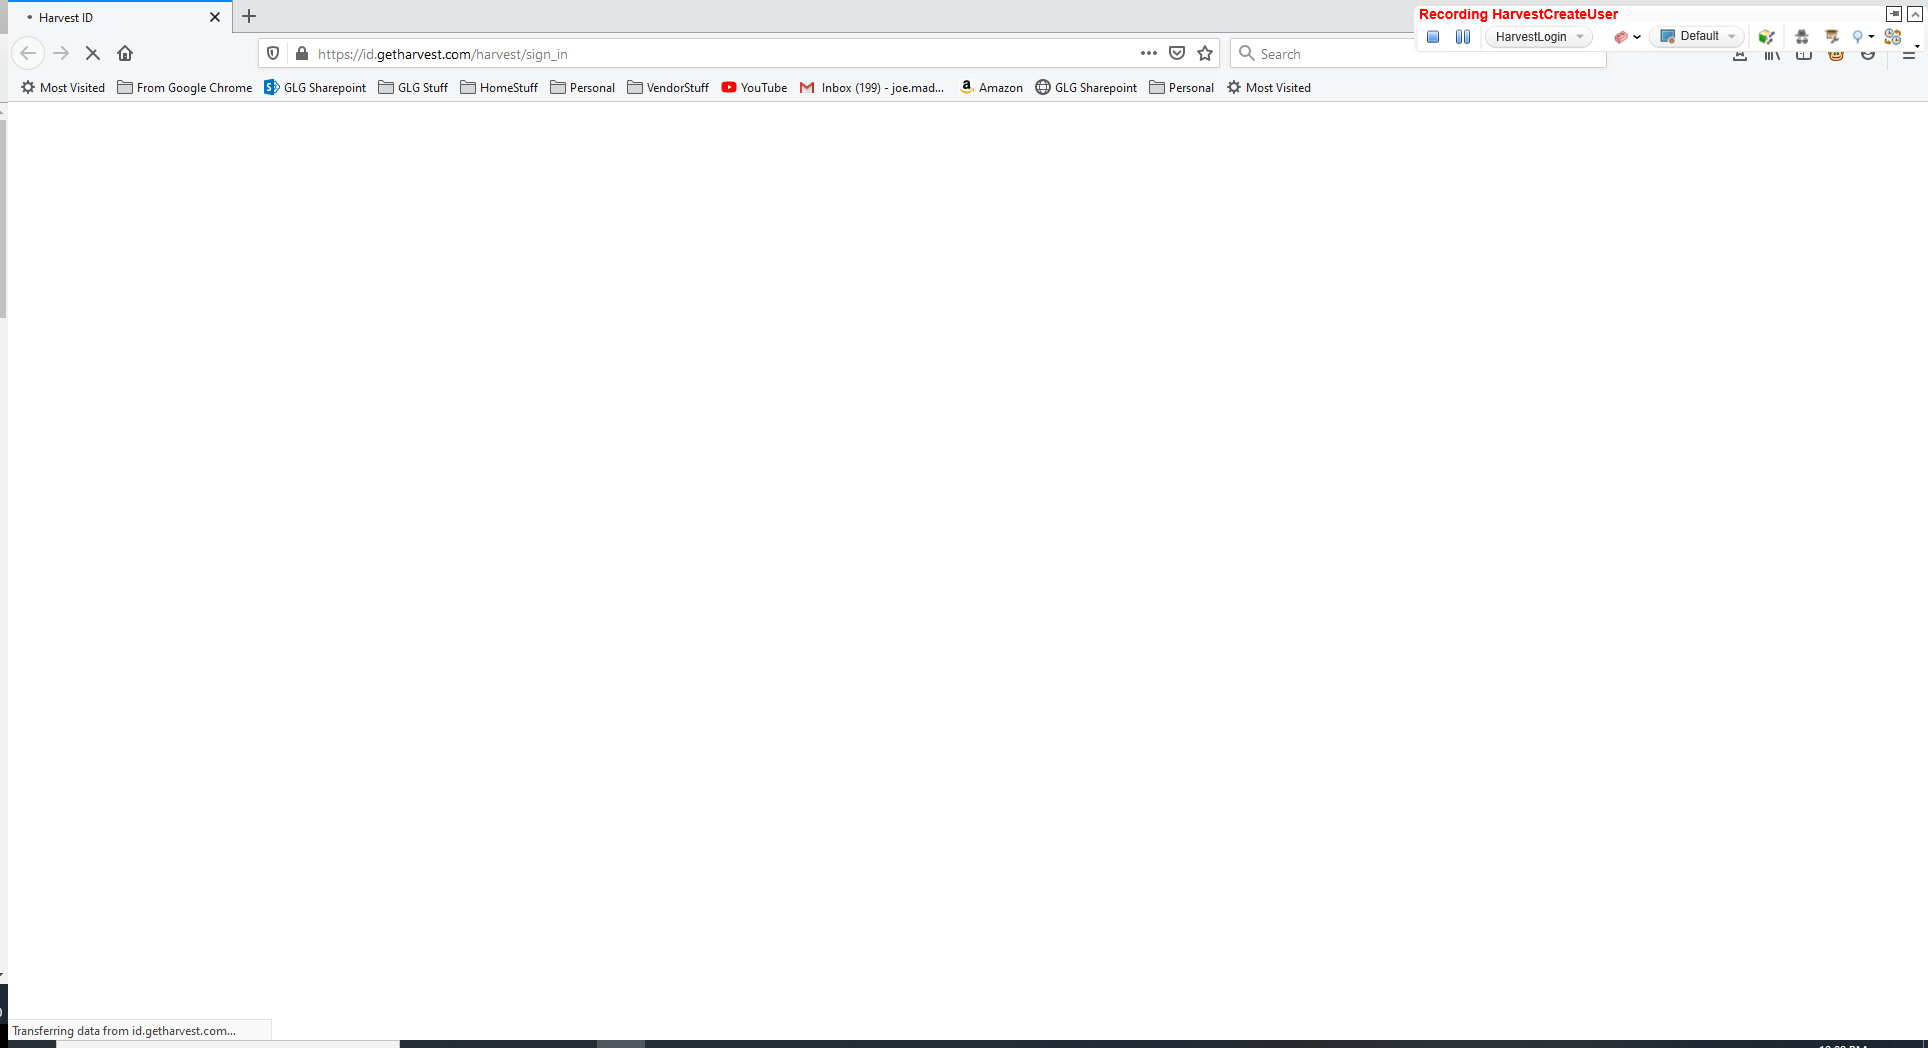 Harvest ID
Recording HarvestCreateUser
https://id.getharvest.com/harvest/sign_in
Search
HarvestLogin
Default
Most Visited
From Google Chrome
GLG Sharepoint
GLG Stuff
HomeStuff
Personal
VendorStuff
YouTube
Inbox (199) - joe.mad...
Amazon
GLG Sharepoint
Personal
Most Visited
Transferring data from id.getharvest.com...